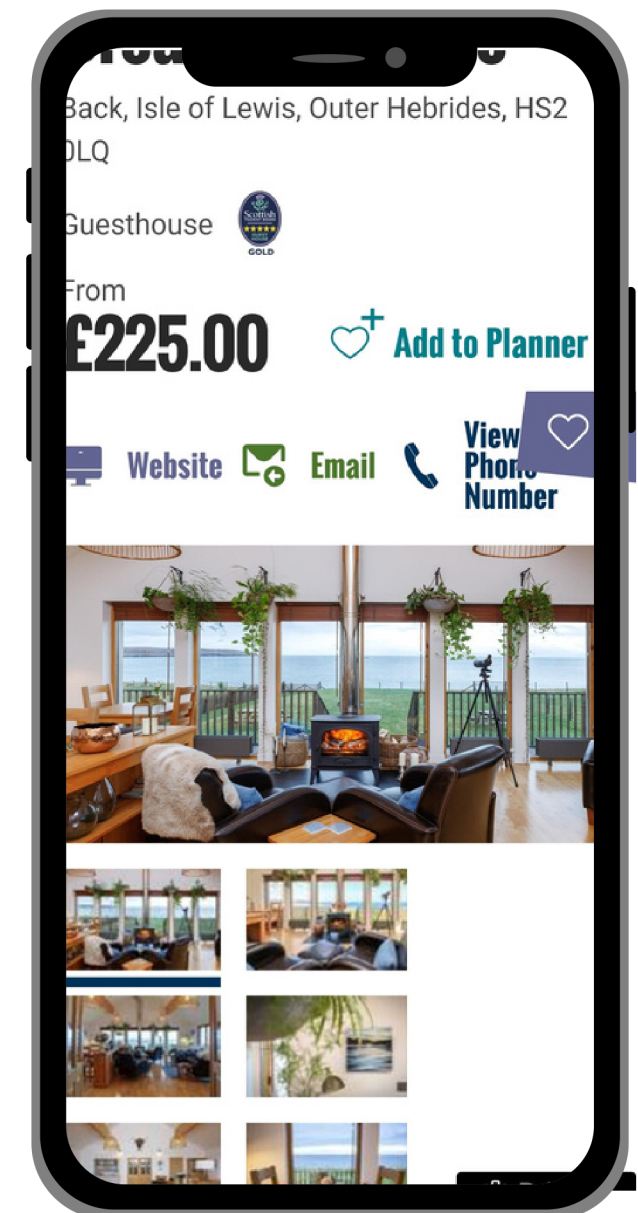 Back, Isle of Lewis, Outer Hebrides, HS2
0LQ
Guesthouse
Scottish
GOLD
From
£225.00
Add to Planner
Website
Email
View
Phone
Number